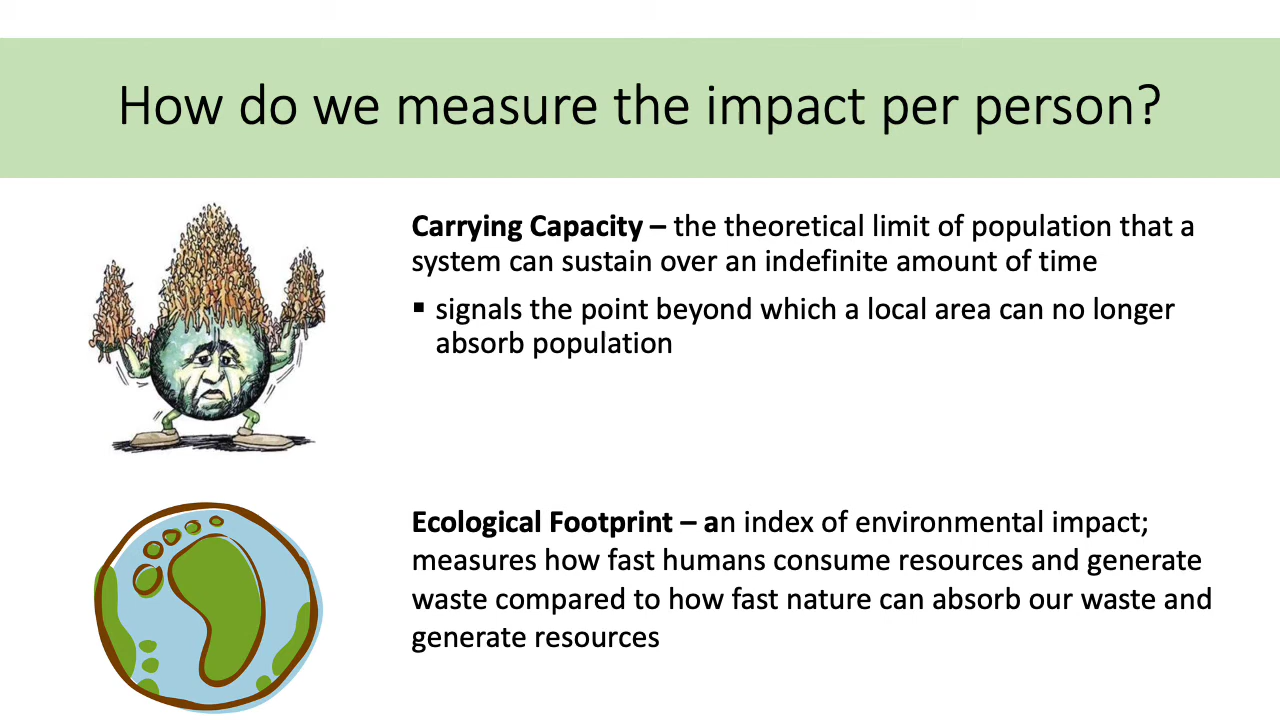 How do we measure the impact per person?
Carrying Capacity – the theoretical limit of population that a
system can sustain over an indefinite amount of time
▪ signals the point beyond which a local area can no longer
absorb population
Ecological Footprint – an index of environmental impact;
measures how fast humans consume resources and generate
waste compared to how fast nature can absorb our waste and
generate resources